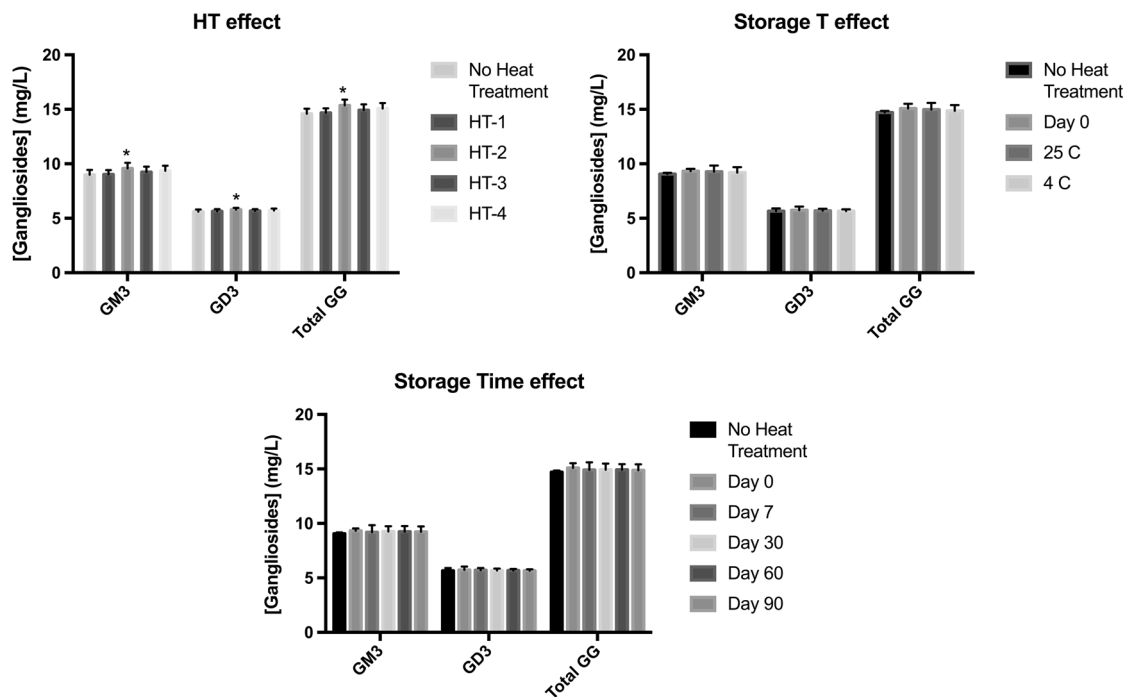 HT effect
[Gangliosides] (mg/L)
20
15
10
5
0
*
*
*
GM3
GD3
Total GG
No Heat
Treatment
HT-1
HT-2
HT-3
HT-4
Storage T effect
[Gangliosides] (mg/L)
20
15
10
5
0
GM3
GD3
Total GG
No Heat
Treatment
Day 0
25 C
4 C
Storage Time effect
[Gangliosides] (mg/L)
20
15
10
5
0
GM3
GD3
Total GG
No Heat
Treatment
Day 0
Day 7
Day 30
Day 60
Day 90